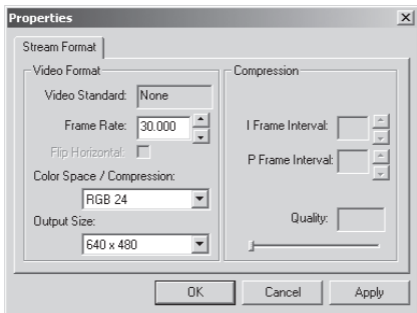 Properties
Stream Format
Video Format
Video Standard: None
Frame Rate: 30.000
Flip Horizontal:
Color Space / Compression:
RGB 24
Output Size:
640 x 480
Compression
I Frame Interval:
P Frame Interval:
Quality:
OK Cancel Apply